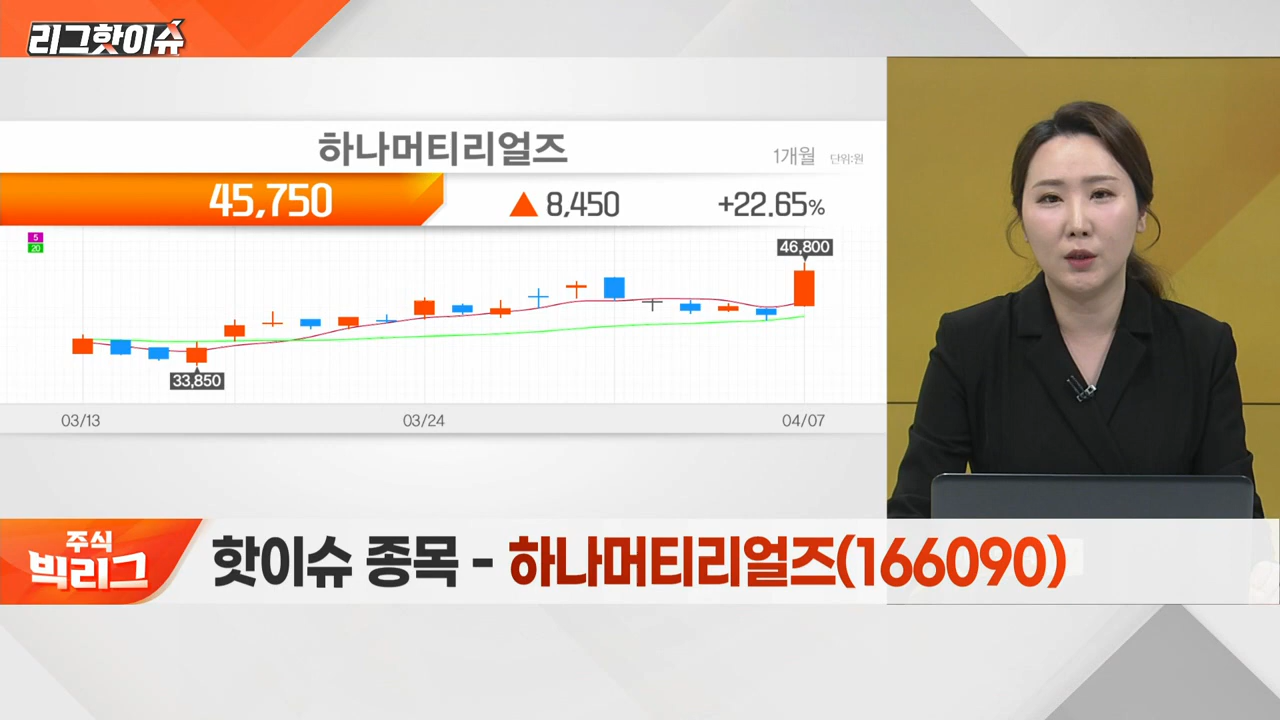 리그핫이슈
하나머티리얼즈
1개월 단위:원
45,750 ▲ 8,450 +22.65%
5
20
46,800
33,850
03/13 03/24 04/07
주식
빅리그
핫이슈 종목 - 하나머티리얼즈(166090)